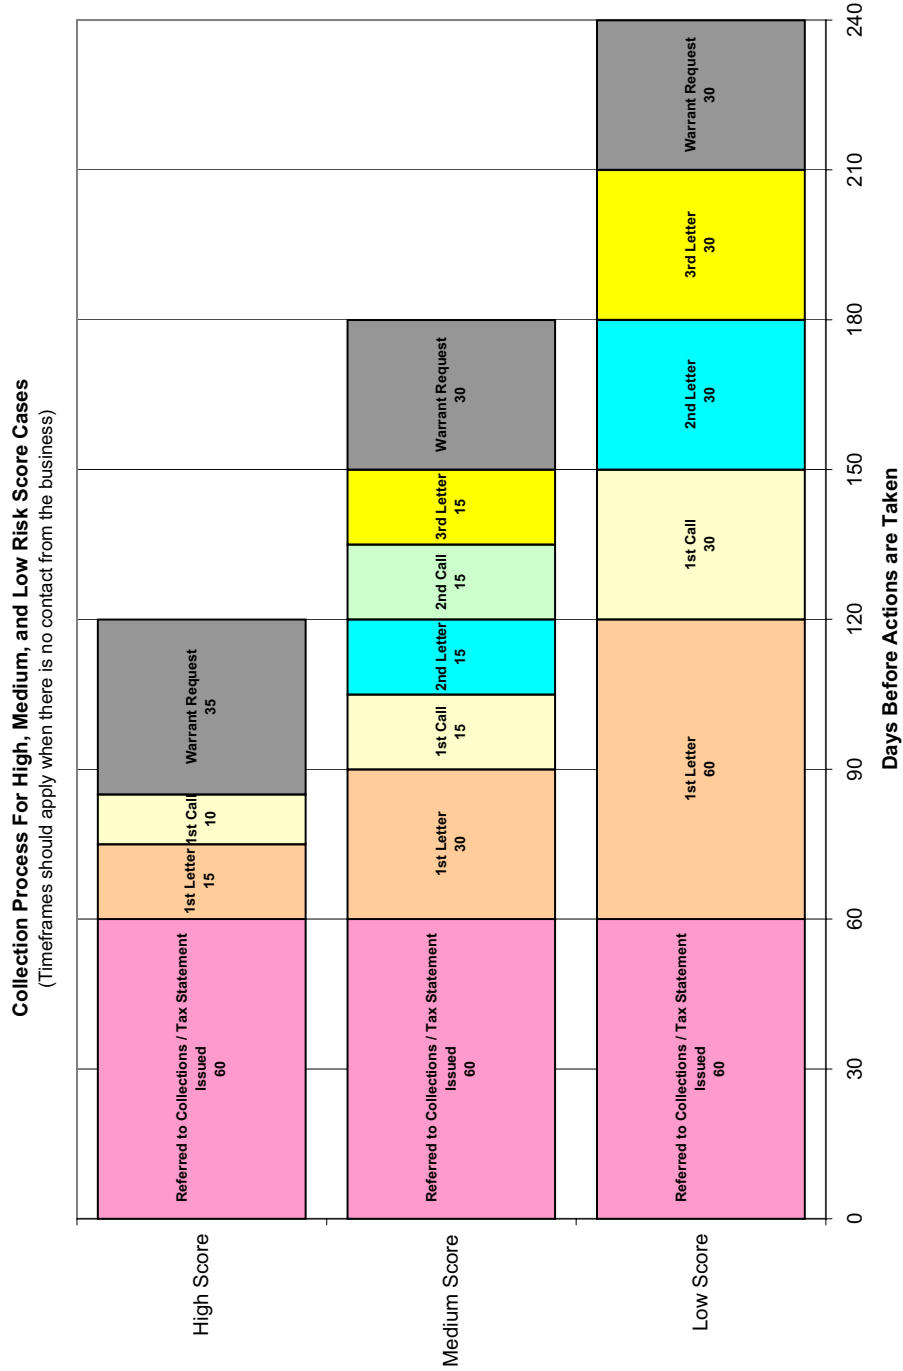 Collection Process For High, Medium, and Low Risk Score Cases
(Timeframes should apply when there is no contact from the business)
High Score
Referred to Collections / Tax Statement
Issued
60
1st Letter
15
1st Call
10
Warrant Request
35
Medium Score
Referred to Collections / Tax Statement
Issued
60
1st Letter
30
1st Call
15
2nd Letter
15
2nd Call
15
3rd Letter
15
Warrant Request
30
Low Score
Referred to Collections / Tax Statement
Issued
60
1st Letter
60
1st Call
30
2nd Letter
30
3rd Letter
30
Warrant Request
30
0 30 60 90 120 150 180 210 240
Days Before Actions are Taken